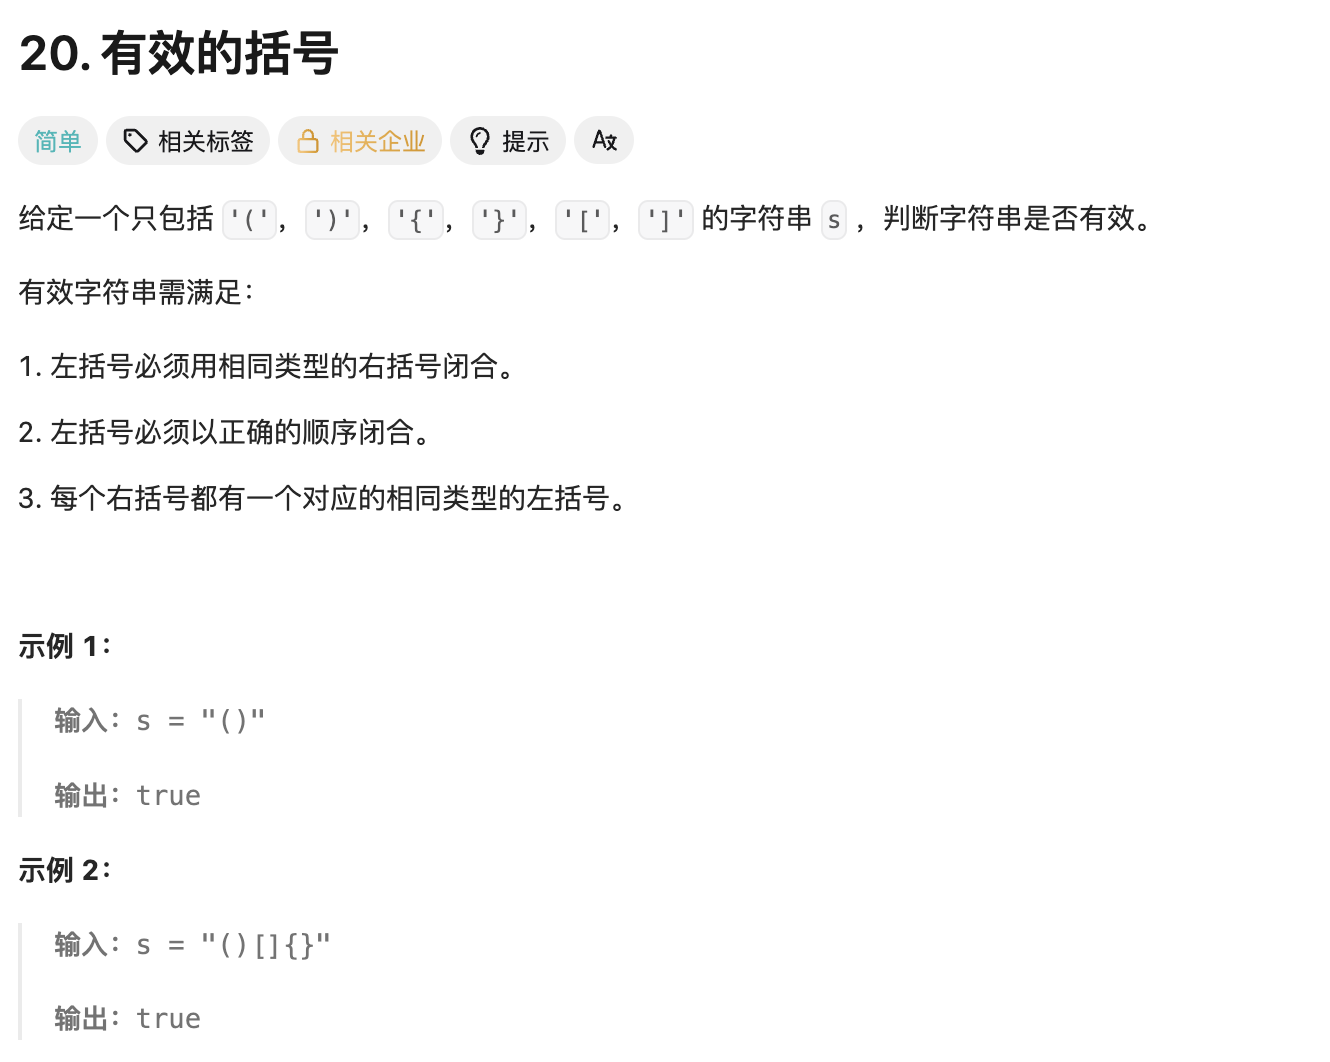 20. 有效的括号
简单 相关标签 相关企业 提示
给定一个只包括 '('，')'，'{'，'}'，'['，']' 的字符串 s ，判断字符串是否有效。
有效字符串需满足：
1. 左括号必须用相同类型的右括号闭合。
2. 左括号必须以正确的顺序闭合。
3. 每个右括号都有一个对应的相同类型的左括号。
示例 1：
输入：s = "()"
输出：true
示例 2：
输入：s = "()[]{}"
输出：true